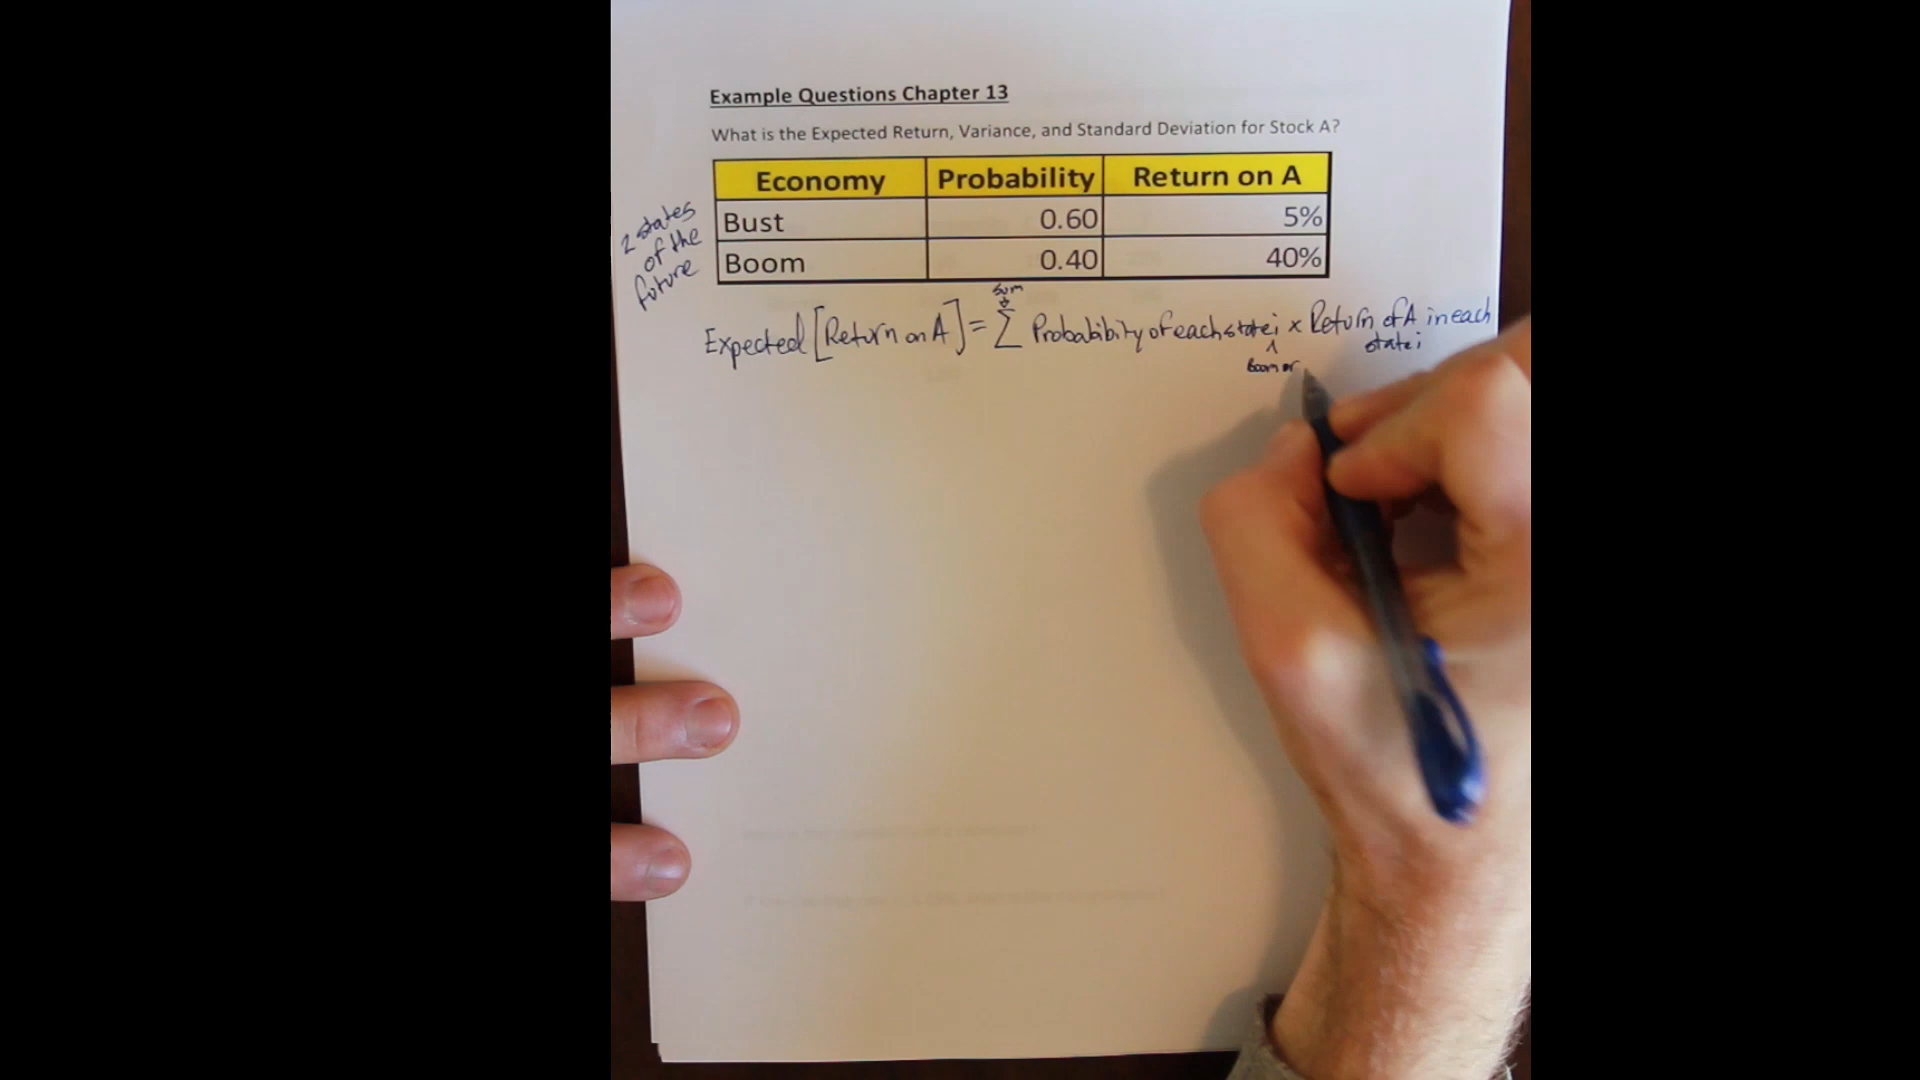 Example Questions Chapter 13
What is the Expected Return, Variance, and Standard Deviation for Stock A?
Economy Probability Return on A
Bust 0.60 5%
Boom 0.40 40%
2 states
of the
future
sum
Expected [Return on A] = ∑ Probabibity of each state i x Return of A in each
state i
Boom or